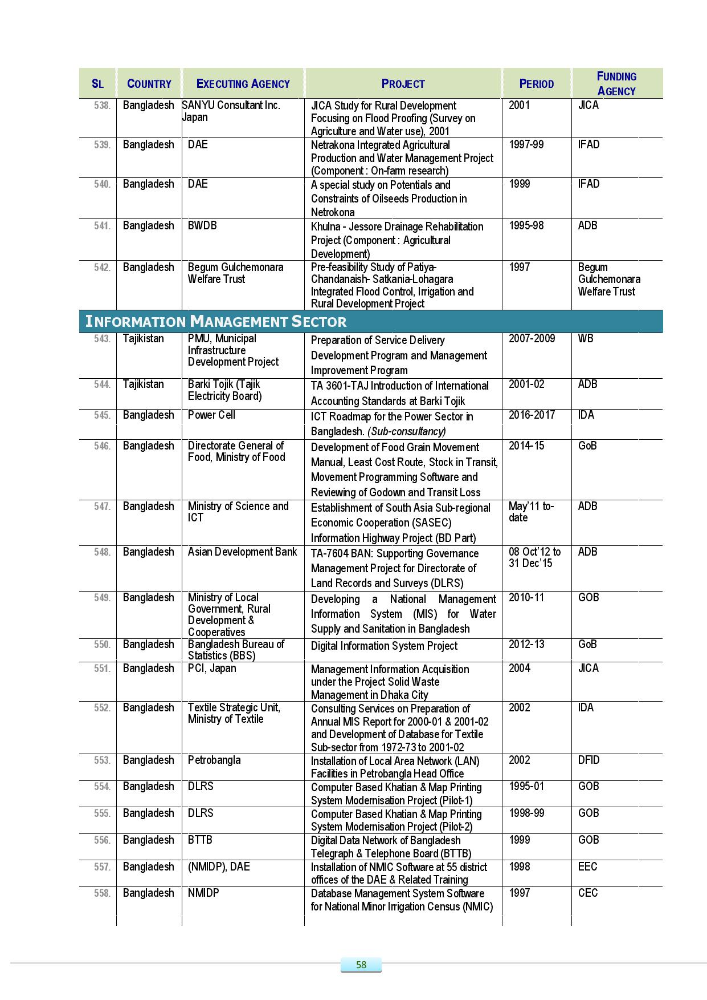 SL COUNTRY EXECUTING AGENCY PROJECT PERIOD FUNDING AGENCY
538. Bangladesh SANYU Consultant Inc. JICA Study for Rural Development 2001 JICA
Japan Focusing on Flood Proofing (Survey on
Agriculture and Water use), 2001
539. Bangladesh DAE Netrakona Integrated Agricultural 1997-99 IFAD
Production and Water Management Project
(Component : On-farm research)
540. Bangladesh DAE A special study on Potentials and 1999 IFAD
Constraints of Oilseeds Production in
Netrokona
541. Bangladesh BWDB Khulna - Jessore Drainage Rehabilitation 1995-98 ADB
Project (Component : Agricultural
Development)
542. Bangladesh Begum Gulchemonara Pre-feasibility Study of Patiya- 1997 Begum
Welfare Trust Chandanaish- Satkania-Lohagara Gulchemonara
Integrated Flood Control, Irrigation and Welfare Trust
Rural Development Project
INFORMATION MANAGEMENT SECTOR
543. Tajikistan PMU, Municipal Preparation of Service Delivery 2007-2009 WB
Infrastructure Development Program and Management
Development Project Improvement Program
544. Tajikistan Barki Tojik (Tajik TA 3601-TAJ Introduction of International 2001-02 ADB
Electricity Board) Accounting Standards at Barki Tojik
545. Bangladesh Power Cell ICT Roadmap for the Power Sector in 2016-2017 IDA
Bangladesh. (Sub-consultancy)
546. Bangladesh Directorate General of Development of Food Grain Movement 2014-15 GoB
Food, Ministry of Food Manual, Least Cost Route, Stock in Transit,
Movement Programming Software and
Reviewing of Godown and Transit Loss
547. Bangladesh Ministry of Science and Establishment of South Asia Sub-regional May'11 to- ADB
ICT Economic Cooperation (SASEC) date
Information Highway Project (BD Part)
548. Bangladesh Asian Development Bank TA-7604 BAN: Supporting Governance 08 Oct'12 to ADB
Management Project for Directorate of 31 Dec'15
Land Records and Surveys (DLRS)
549. Bangladesh Ministry of Local Developing a National Management 2010-11 GOB
Government, Rural Information System (MIS) for Water
Development & Supply and Sanitation in Bangladesh
Cooperatives
550. Bangladesh Bangladesh Bureau of Digital Information System Project 2012-13 GoB
Statistics (BBS)
551. Bangladesh PCI, Japan Management Information Acquisition 2004 JICA
under the Project Solid Waste
Management in Dhaka City
552. Bangladesh Textile Strategic Unit, Consulting Services on Preparation of 2002 IDA
Ministry of Textile Annual MIS Report for 2000-01 & 2001-02
and Development of Database for Textile
Sub-sector from 1972-73 to 2001-02
553. Bangladesh Petrobangla Installation of Local Area Network (LAN) 2002 DFID
Facilities in Petrobangla Head Office
554. Bangladesh DLRS Computer Based Khatian & Map Printing 1995-01 GOB
System Modernisation Project (Pilot-1)
555. Bangladesh DLRS Computer Based Khatian & Map Printing 1998-99 GOB
System Modernisation Project (Pilot-2)
556. Bangladesh BTTB Digital Data Network of Bangladesh 1999 GOB
Telegraph & Telephone Board (BTTB)
557. Bangladesh (NMIDP), DAE Installation of NMIC Software at 55 district 1998 EEC
offices of the DAE & Related Training
558. Bangladesh NMIDP Database Management System Software 1997 CEC
for National Minor Irrigation Census (NMIC)
58